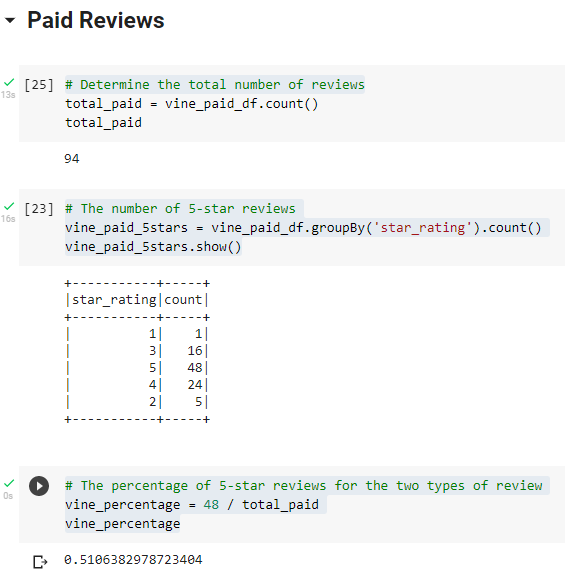 Paid Reviews
[25] # Determine the total number of reviews
13s
total_paid = vine_paid_df.count()
total_paid
94
[23] # The number of 5-star reviews
16s
vine_paid_5stars = vine_paid_df.groupBy('star_rating').count()
vine_paid_5stars.show()
+-----------+-----+
|star_rating|count|
+-----------+-----+
|          1|    1|
|          3|   16|
|          5|   48|
|          4|   24|
|          2|    5|
+-----------+-----+
# The percentage of 5-star reviews for the two types of review
0s
vine_percentage = 48 / total_paid
vine_percentage
0.5106382978723404